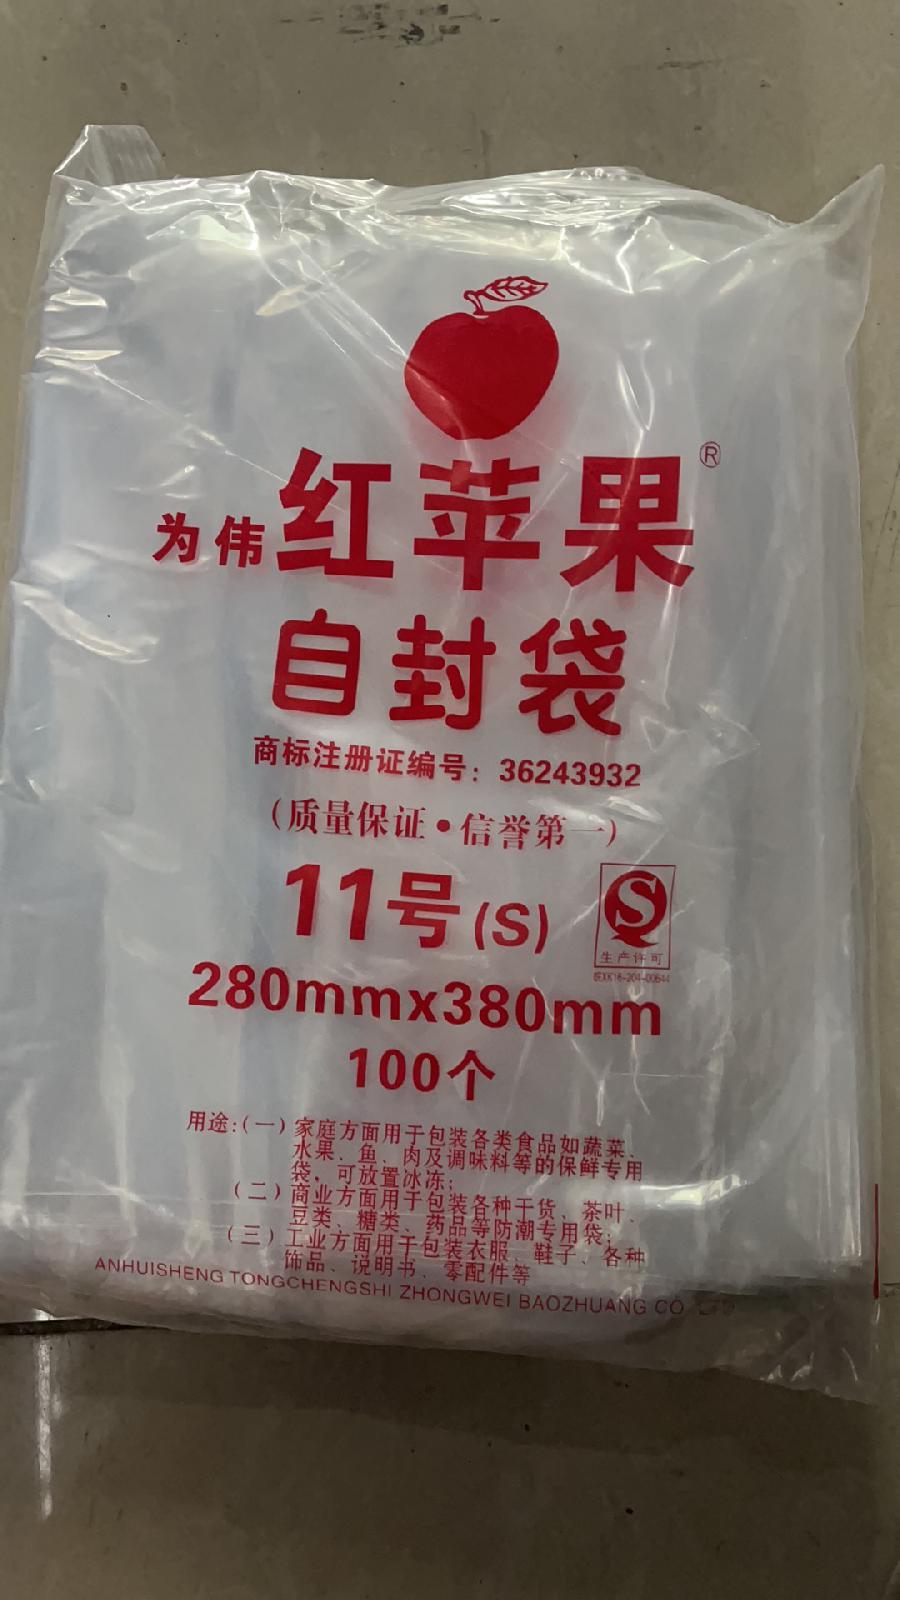 ®
为伟红苹果
自封袋
商标注册证编号：36243932
(质量保证•信誉第一)
11号(S)
生产许可
280mmx380mm
100个
用途:(一)家庭方面用于包装各类食品如蔬菜、
水果、鱼、肉及调味料等的保鲜专用
袋，可放置冰冻;
(二)商业方面用于包装各种干货、茶叶、
豆类、糖类、药品等防潮专用袋;
(三)工业方面用于包装衣服、鞋子、各种
饰品、说明书、零配件等
ANHUISHENG TONGCHENGSHI ZHONGWEI BAOZHUANG CO.,LTD